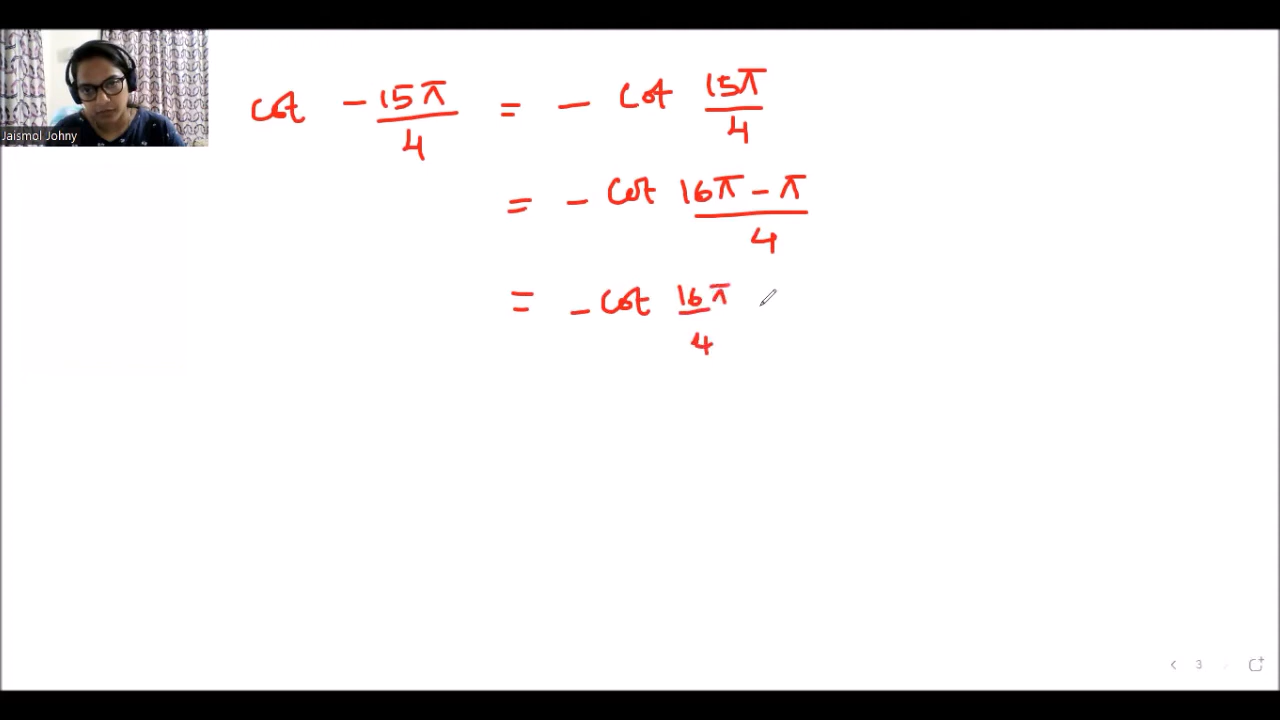 Jaismol Johny
cot -15π/4 = - cot 15π/4
= - cot 16π - π/4
= - cot 16π/4
3